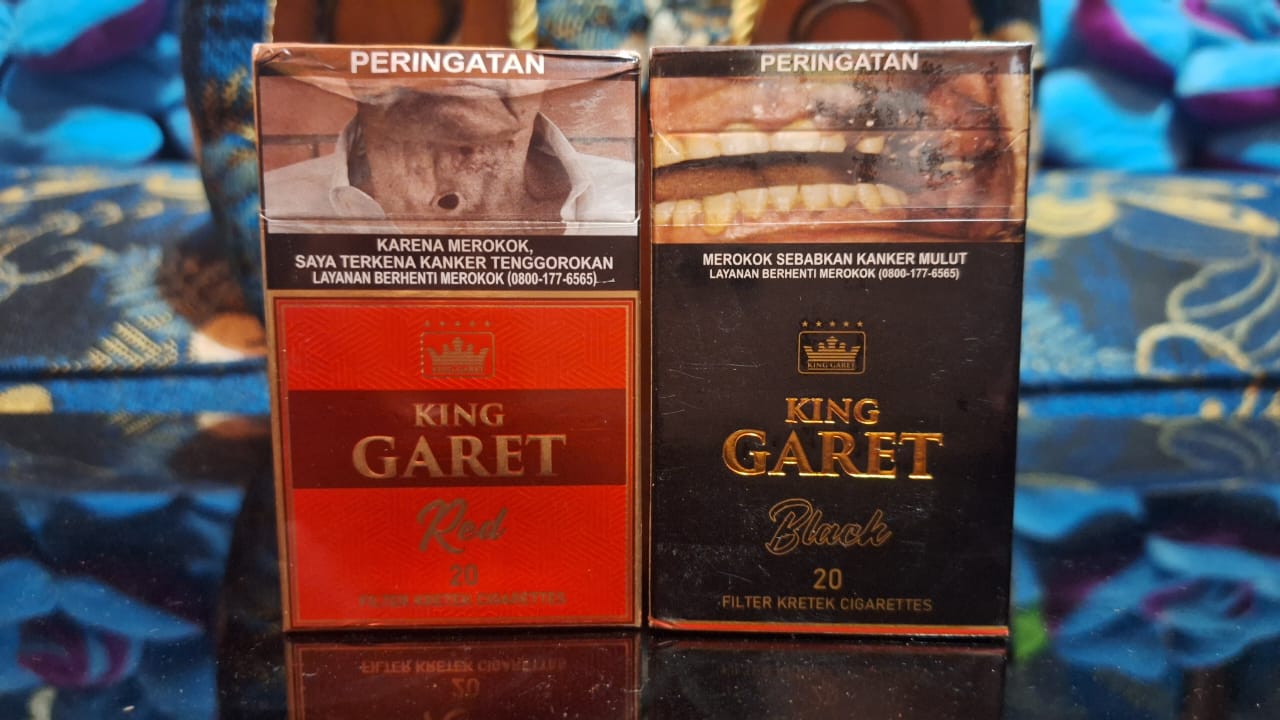 PERINGATAN
KARENA MEROKOK,
SAYA TERKENA KANKER TENGGOROKAN
LAYANAN BERHENTI MEROKOK (0800-177-6565)
KING GARET
KING
GARET
Red
20
FILTER KRETEK CIGARETTES
PERINGATAN
MEROKOK SEBABKAN KANKER MULUT
LAYANAN BERHENTI MEROKOK (0800-177-6565)
KING GARET
KING
GARET
Black
20
FILTER KRETEK CIGARETTES